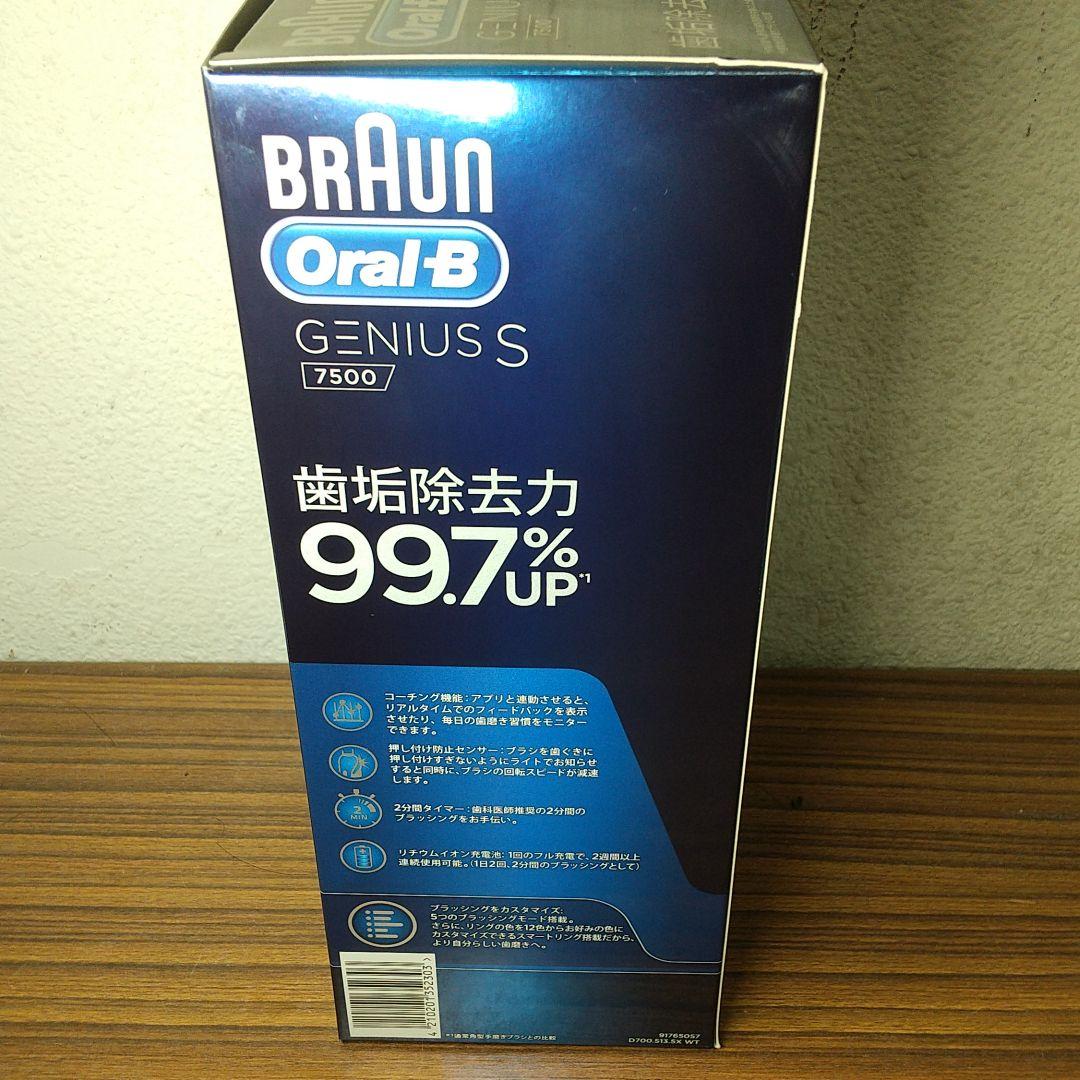 BRAUN
Oral-B
GENIUS
7500
歯垢除去力
BRAUN
Oral-B
GENIUS S
7500
歯垢除去力
99.7%
UP*1
コーチング機能：アプリと連動させると、
リアルタイムでのフィードバックを表示
させたり、毎日の歯磨き習慣をモニター
できます。
押し付け防止センサー：ブラシを歯ぐきに
押し付けすぎないようにライトでお知らせ
すると同時に、ブラシの回転スピードが減速
します。
2
MIN
2分間タイマー：歯科医師推奨の2分間の
ブラッシングをお手伝い。
リチウムイオン充電池：1回のフル充電で、2週間以上
連続使用可能。（1日2回、2分間のブラッシングとして）
ブラッシングをカスタマイズ：
5つのブラッシングモード搭載。
さらに、リングの色を12色からお好みの色に
カスタマイズできるスマートリング搭載だから、
より自分らしい歯磨きへ。
4 210201 352303 >
*1通常角型手磨きブラシとの比較
91765057
D700.513.5X WT